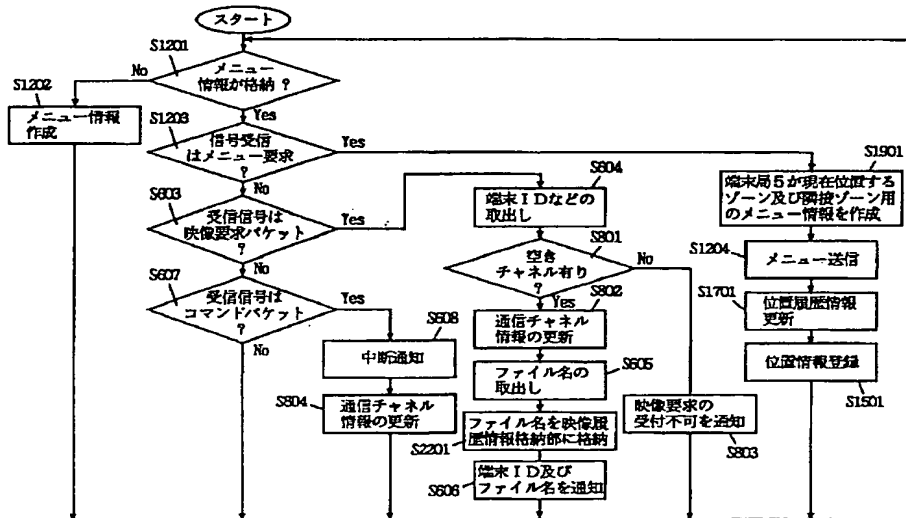 スタート
S1201
メニュー
情報が格納 ?
No
Yes
S1202
メニュー情報
作成
S1203
信号受信
はメニュー要求
?
Yes
No
S603
受信信号は
映像要求パケット
?
Yes
No
S607
受信信号は
コマンドパケット
?
Yes
No
S608
中断通知
S804
通信チャネル
情報の更新
S604
端末IDなどの
取出し
S801
空き
チャネル有り
?
No
Yes
S802
通信チャネル
情報の更新
S605
ファイル名の
取出し
ファイル名を映像履
歴情報格納部に格納
S2201
S606
端末ID及び
ファイル名を通知
映像要求の
受付不可を通知
S803
S1901
端末局5が現在位置する
ゾーン及び隣接ゾーン用
のメニュー情報を作成
S1204
メニュー送信
S1701
位置履歴情報
更新
位置情報登録
S1501